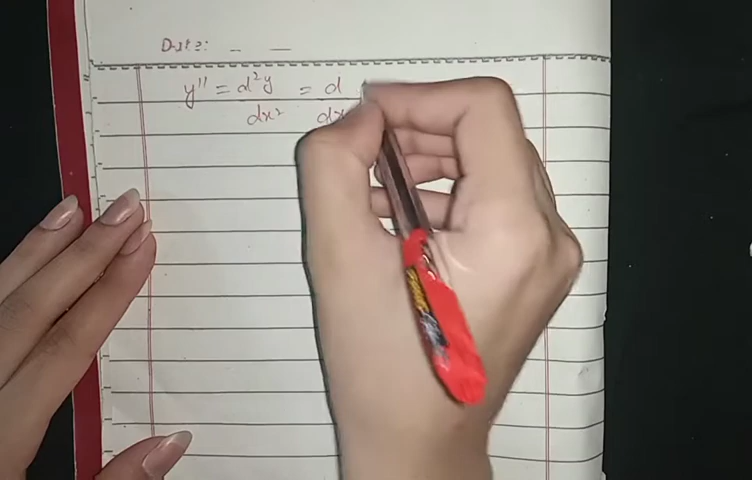 Date: _ _
y'' = d²y = d
dx² dx